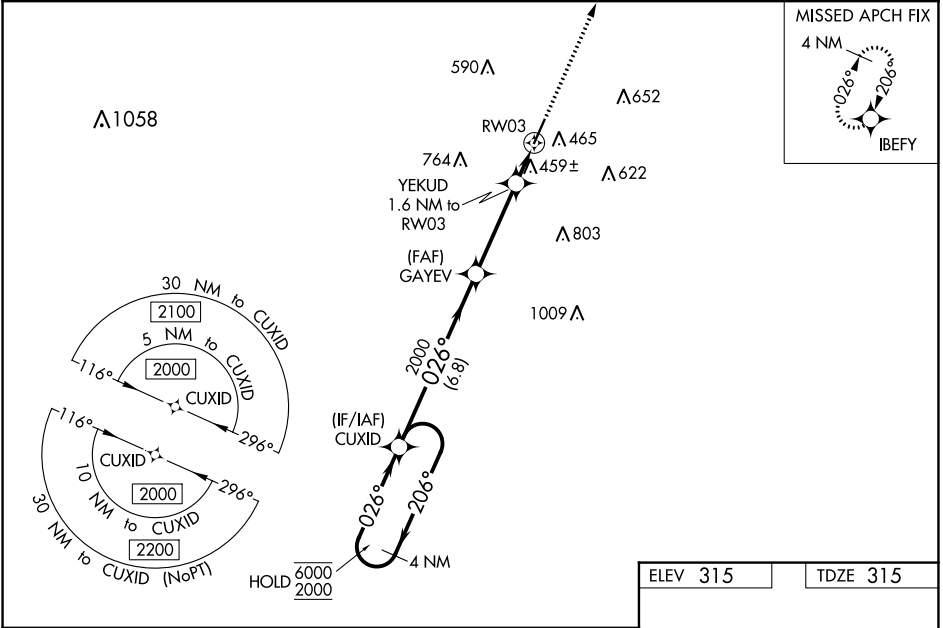 MISSED APCH FIX
4 NM
026°
206°
IBEFY
590
652
1058
RW03
465
764
459±
622
YEKUD
1.6 NM to
RW03
803
(FAF)
GAYEV
1009
30 NM to CUXID
2100
5 NM to CUXID
2000
116°
CUXID
296°
116°
CUXID
296°
2000
10 NM to CUXID
2200
30 NM to CUXID (NoPT)
2000
026°
(6.8)
(IF/IAF)
CUXID
026°
206°
4 NM
HOLD 6000
2000
ELEV 315
TDZE 315